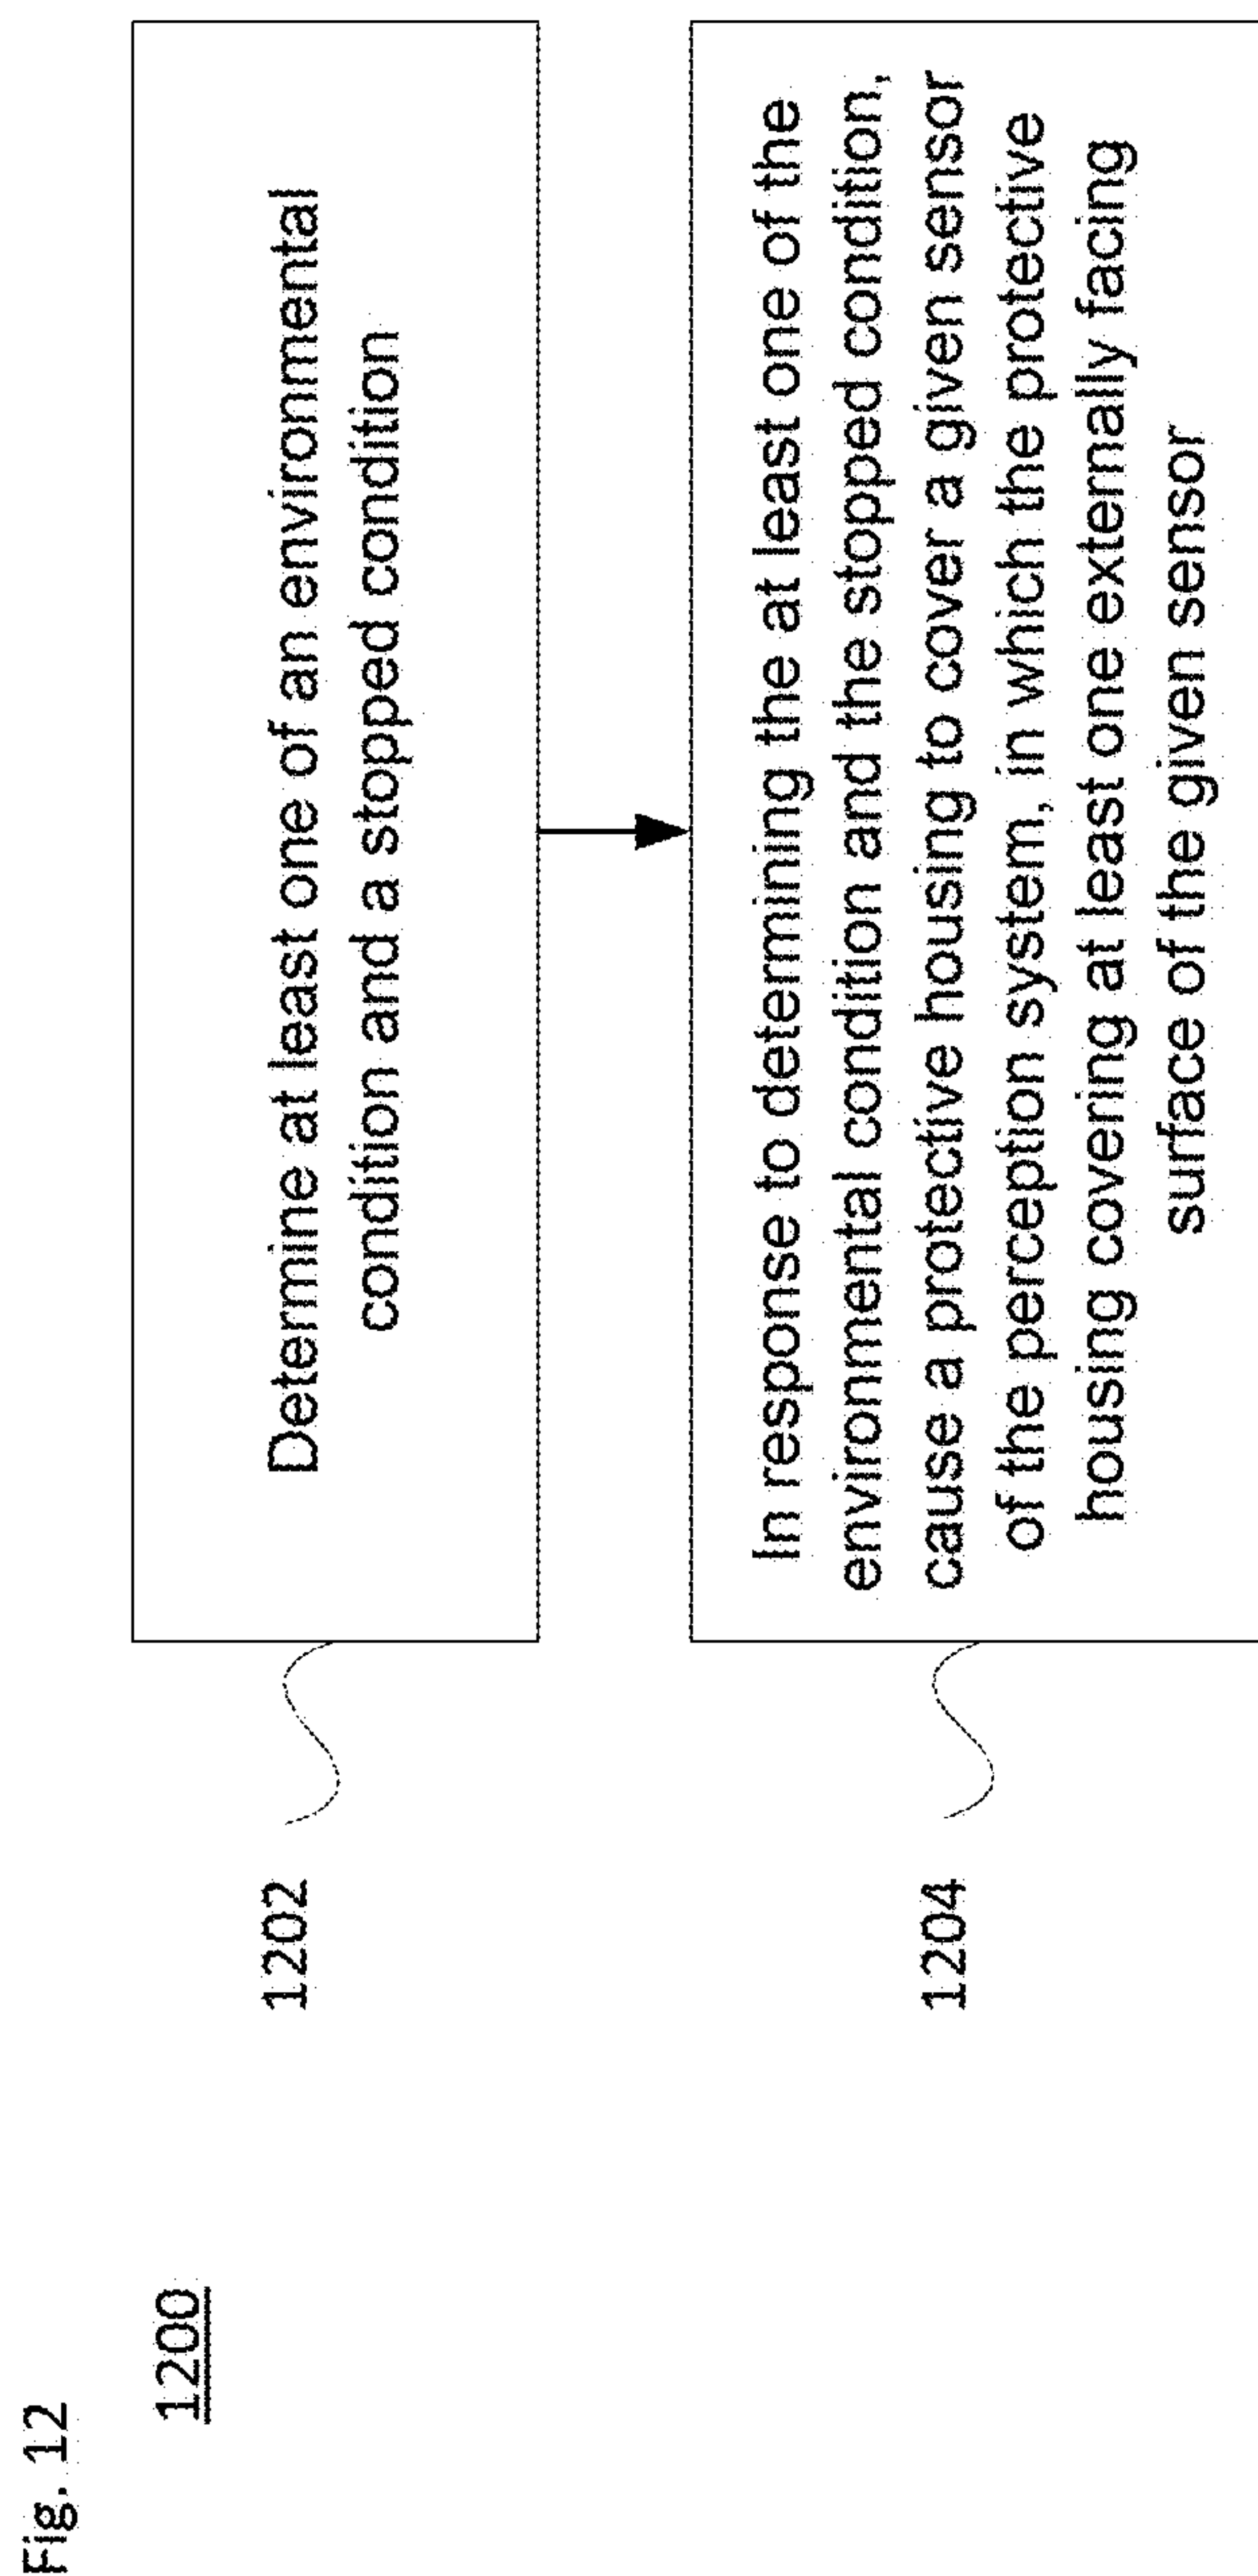 Fig. 12
1200
1202
Determine at least one of an environmental
condition and a stopped condition
1204
In response to determining the at least one of the
environmental condition and the stopped condition,
cause a protective housing to cover a given sensor
of the perception system, in which the protective
housing covering at least one externally facing
surface of the given sensor